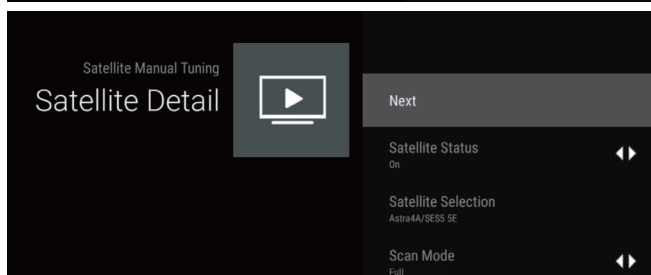 Satellite Manual Tuning
Satellite Detail
Next
Satellite Status
On
Satellite Selection
Astra4A/SES5 5E
Scan Mode
Full